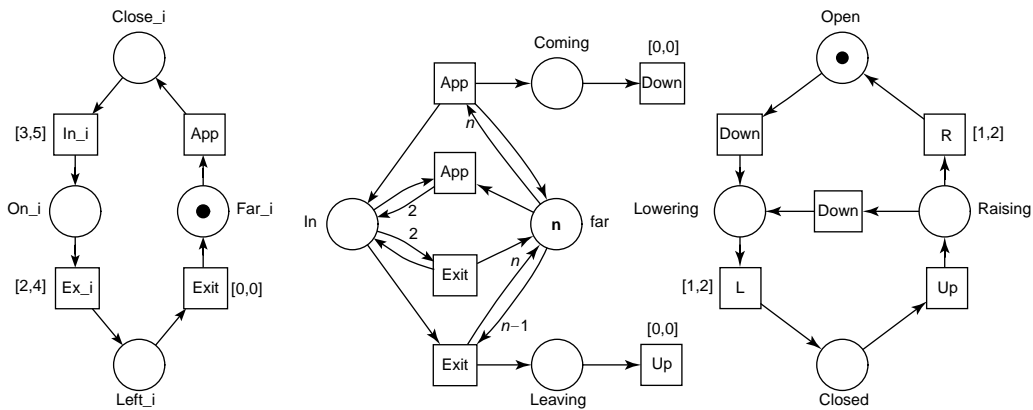 Close_i
[3,5]
In_i
App
On_i
Far_i
[2,4]
Ex_i
Exit
[0,0]
Left_i
Coming
[0,0]
App
Down
n
App
2
In
n
far
2
Exit
n
n–1
Exit
[0,0]
Up
Leaving
Open
Down
R
[1,2]
Lowering
Down
Raising
[1,2]
L
Up
Closed